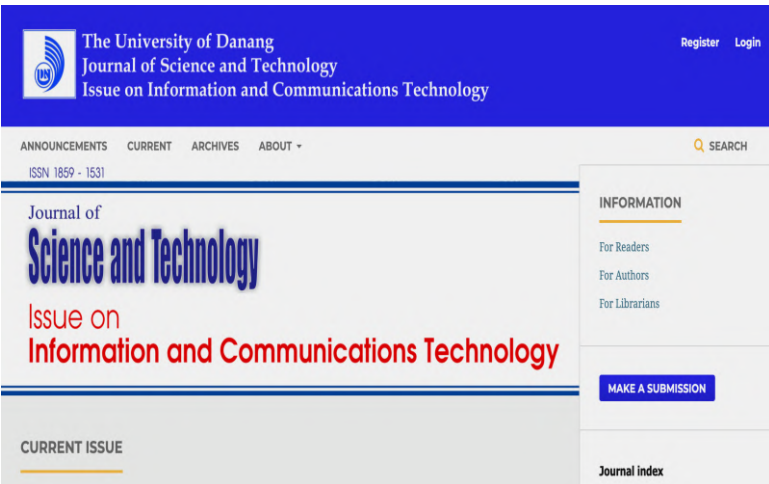 The University of Danang
Journal of Science and Technology
Issue on Information and Communications Technology
Register Login
ANNOUNCEMENTS CURRENT ARCHIVES ABOUT
SEARCH
ISSN 1859 - 1531
Journal of
Science and Technology
Issue on
Information and Communications Technology
INFORMATION
For Readers
For Authors
For Librarians
MAKE A SUBMISSION
CURRENT ISSUE
Journal index